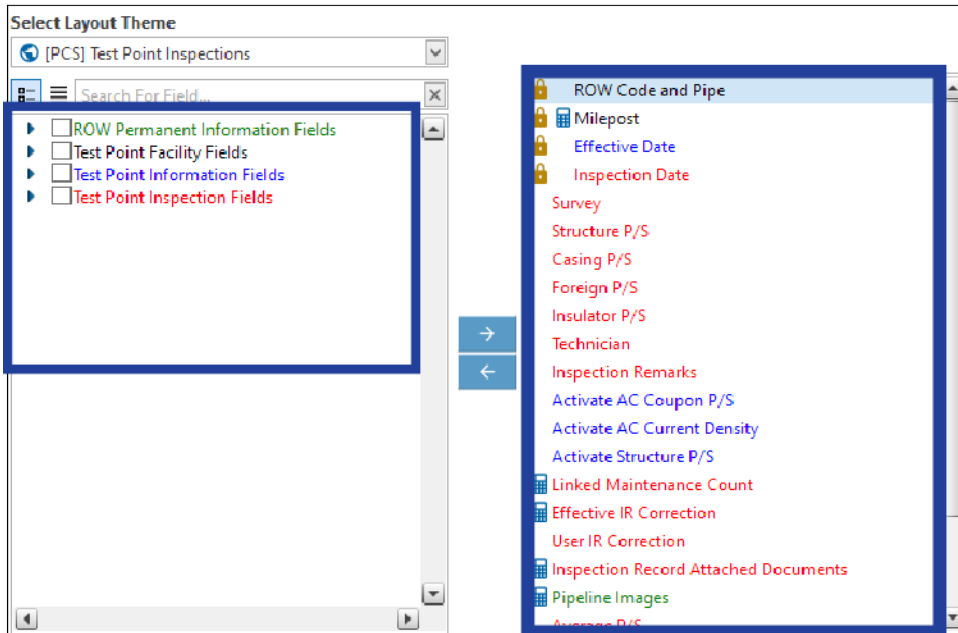 Select Layout Theme
[PCS] Test Point Inspections
Search For Field...
ROW Permanent Information Fields
Test Point Facility Fields
Test Point Information Fields
Test Point Inspection Fields
ROW Code and Pipe
Milepost
Effective Date
Inspection Date
Survey
Structure P/S
Casing P/S
Foreign P/S
Insulator P/S
Technician
Inspection Remarks
Activate AC Coupon P/S
Activate AC Current Density
Activate Structure P/S
Linked Maintenance Count
Effective IR Correction
User IR Correction
Inspection Record Attached Documents
Pipeline Images
Average P/S